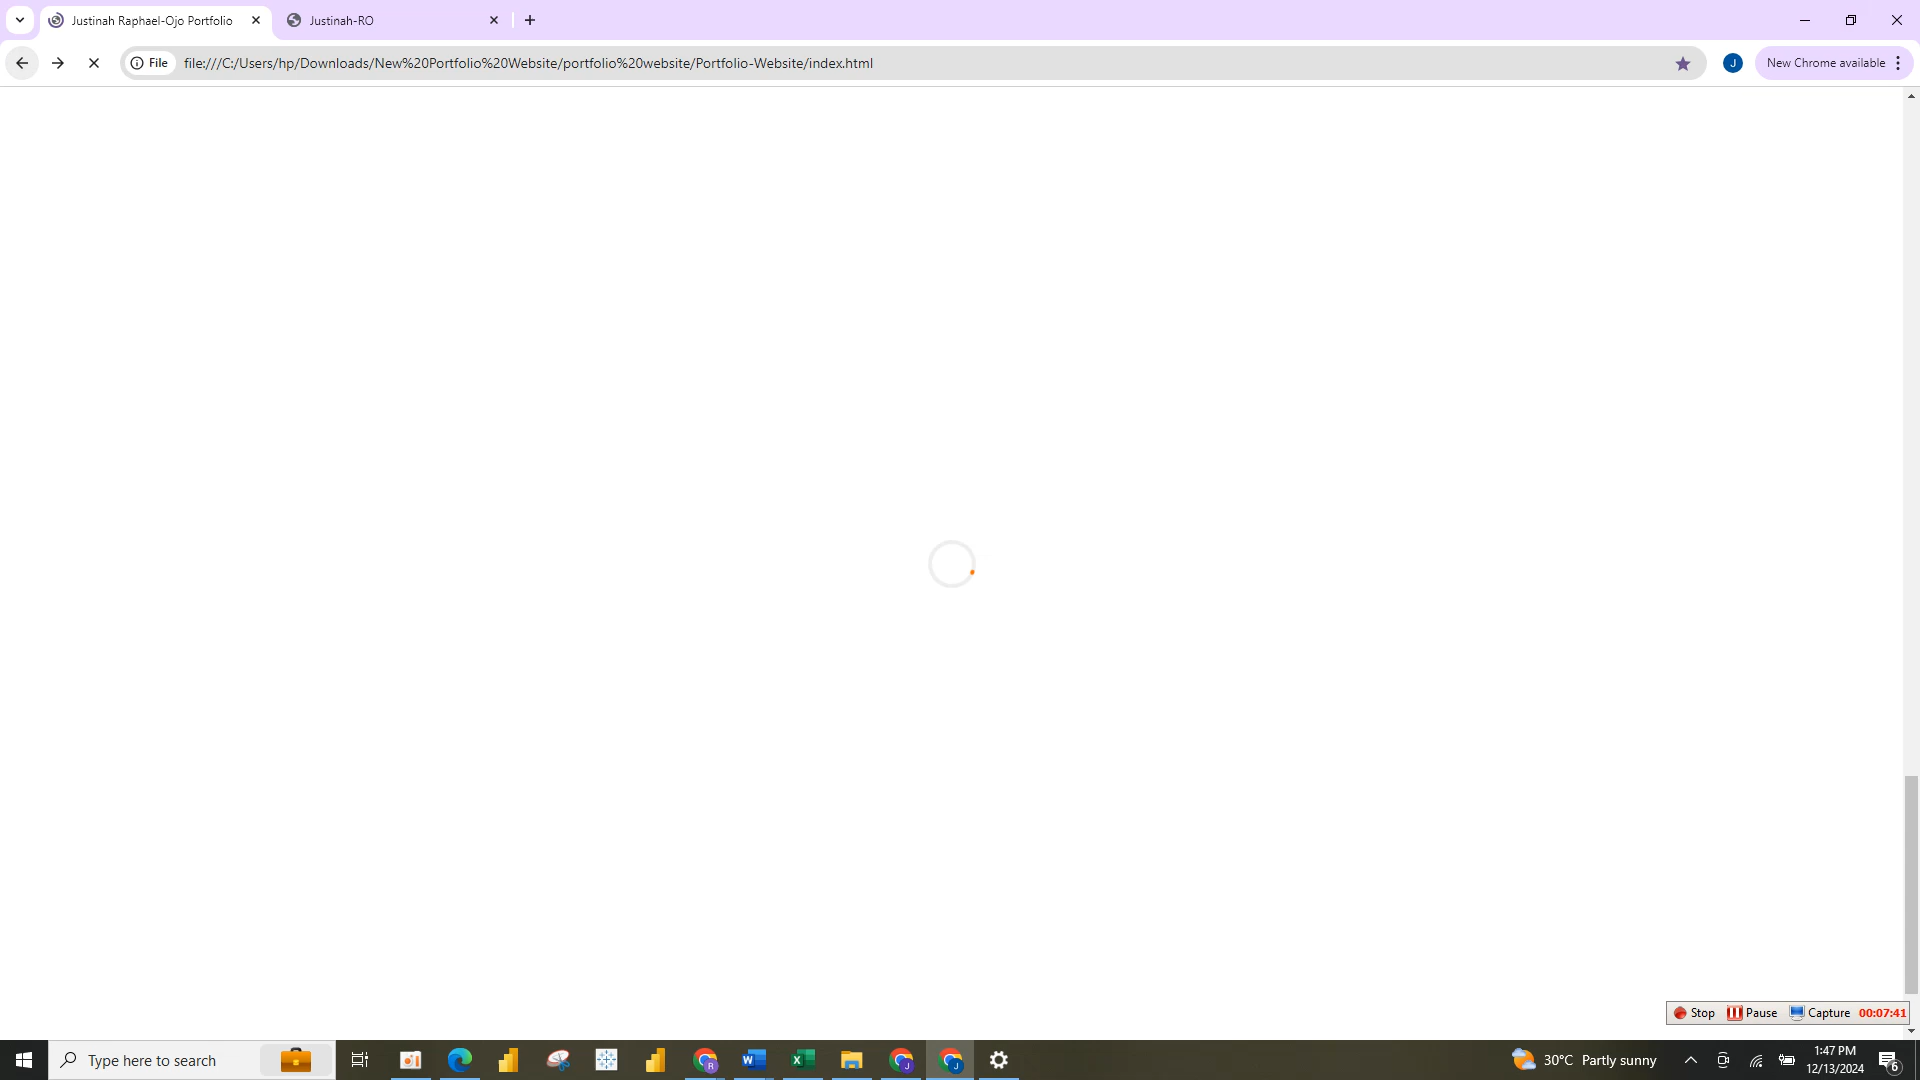 Justinah Raphael-Ojo Portfolio
Justinah-RO
File
file:///C:/Users/hp/Downloads/New%20Portfolio%20Website/portfolio%20website/Portfolio-Website/index.html
J
New Chrome available
Stop
Pause
Capture
00:07:41
Type here to search
R
W
X
J
J
30°C Partly sunny
1:47 PM
12/13/2024
6